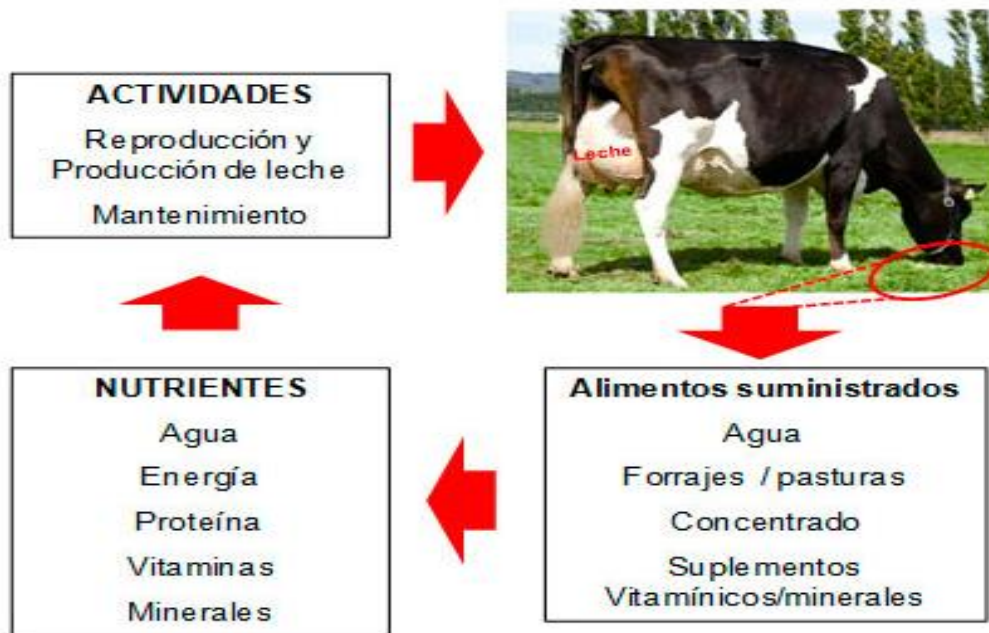 ACTIVIDADES
Reproducción y
Producción de leche
Mantenimiento
Leche
NUTRIENTES
Agua
Energía
Proteína
Vitaminas
Minerales
Alimentos suministrados
Agua
Forrajes / pasturas
Concentrado
Suplementos
Vitamínicos/minerales